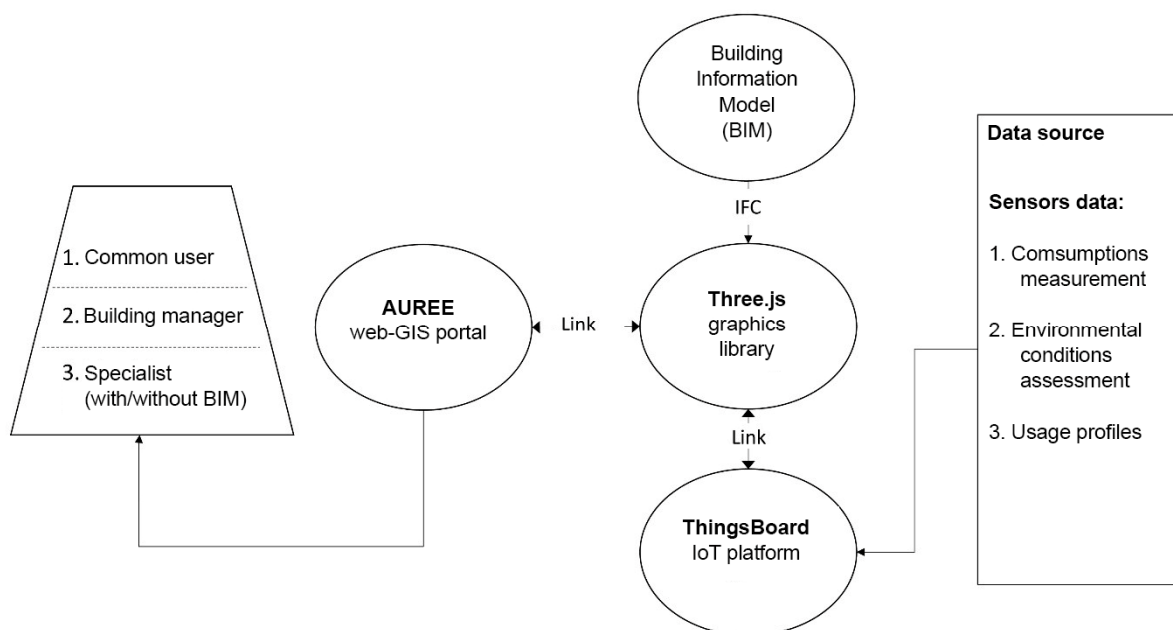 Building
Information
Model
(BIM)
IFC
1. Common user
2. Building manager
3. Specialist
(with/without BIM)
AUREE
web-GIS portal
Link
Three.js
graphics
library
Link
ThingsBoard
IoT platform
Data source
Sensors data:
1. Comsumptions
measurement
2. Environmental
conditions
assessment
3. Usage profiles